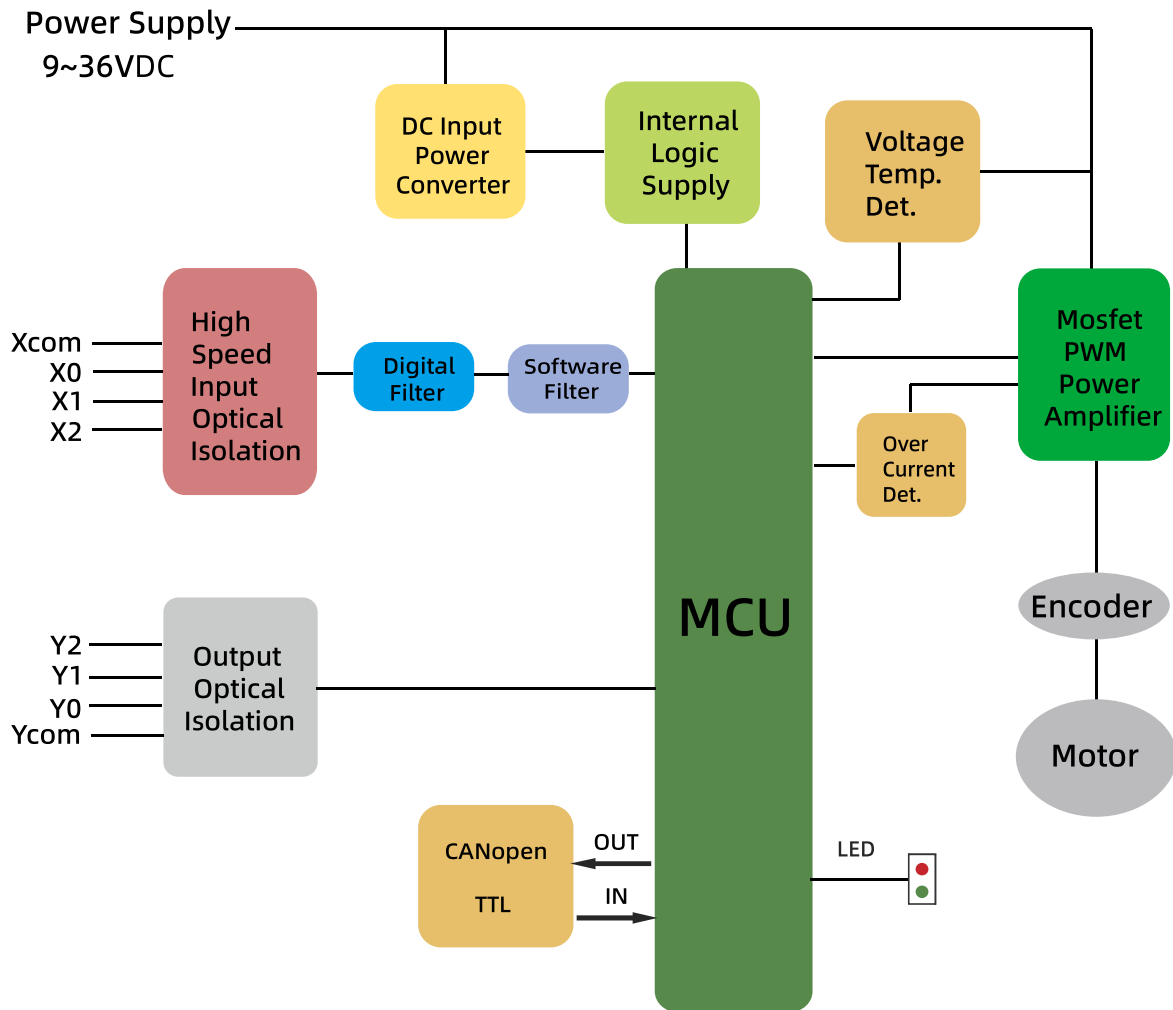 Power Supply
9~36VDC
DC Input
Power
Converter
Internal
Logic
Supply
Voltage
Temp.
Det.
High
Speed
Input
Optical
Isolation
Xcom
X0
X1
X2
Digital
Filter
Software
Filter
Mosfet
PWM
Power
Amplifier
Over
Current
Det.
MCU
Encoder
Motor
Y2
Y1
Y0
Ycom
Output
Optical
Isolation
CANopen
TTL
OUT
IN
LED